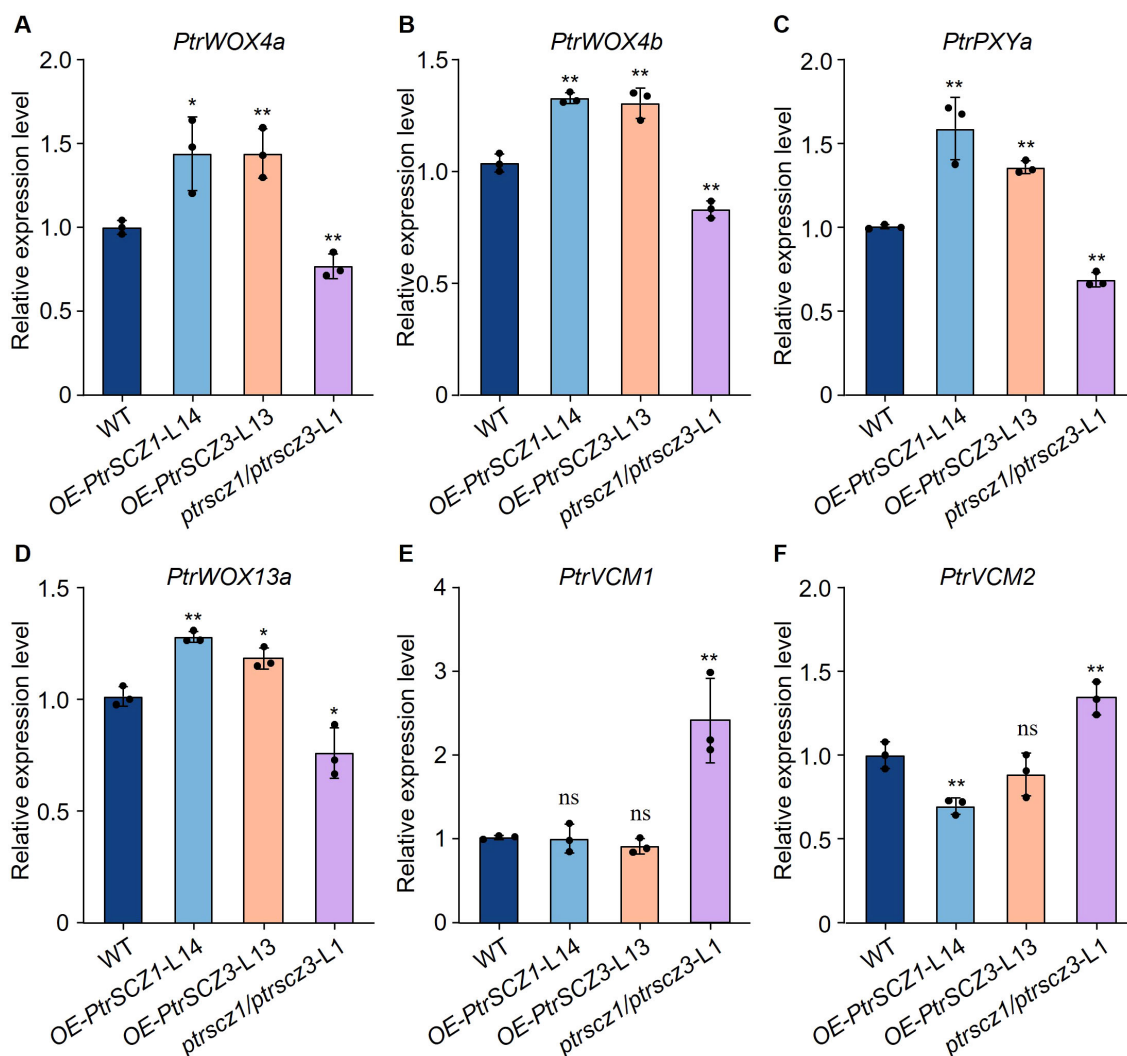 A
PtrWOX4a
Relative expression level
2.0
1.5
1.0
0.5
0
*
**
**
WT
OE-PtrSCZ1-L14
OE-PtrSCZ3-L13
ptrscz1/ptrscz3-L1
B
PtrWOX4b
Relative expression level
1.5
1.0
0.5
0
**
**
**
WT
OE-PtrSCZ1-L14
OE-PtrSCZ3-L13
ptrscz1/ptrscz3-L1
C
PtrPXYa
Relative expression level
2.0
1.5
1.0
0.5
0
**
**
**
WT
OE-PtrSCZ1-L14
OE-PtrSCZ3-L13
ptrscz1/ptrscz3-L1
D
PtrWOX13a
Relative expression level
1.5
1.0
0.5
0
**
*
*
WT
OE-PtrSCZ1-L14
OE-PtrSCZ3-L13
ptrscz1/ptrscz3-L1
E
PtrVCM1
Relative expression level
4
3
2
1
0
ns
ns
**
WT
OE-PtrSCZ1-L14
OE-PtrSCZ3-L13
ptrscz1/ptrscz3-L1
F
PtrVCM2
Relative expression level
2.0
1.5
1.0
0.5
0
**
ns
**
WT
OE-PtrSCZ1-L14
OE-PtrSCZ3-L13
ptrscz1/ptrscz3-L1